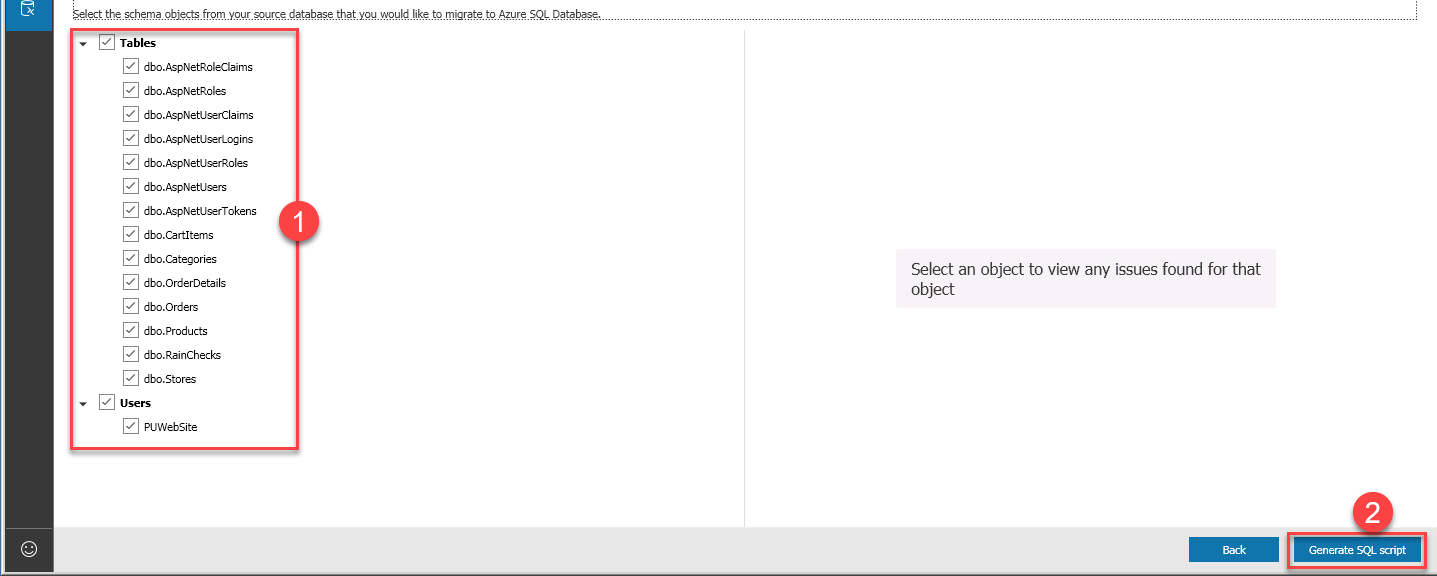 Select the schema objects from your source database that you would like to migrate to Azure SQL Database.
Tables
dbo.AspNetRoleClaims
dbo.AspNetRoles
dbo.AspNetUserClaims
dbo.AspNetUserLogins
dbo.AspNetUserRoles
dbo.AspNetUsers
dbo.AspNetUserTokens
1
dbo.CartItems
dbo.Categories
dbo.OrderDetails
dbo.Orders
dbo.Products
dbo.RainChecks
dbo.Stores
Users
PUWebSite
Select an object to view any issues found for that
object
2
Back
Generate SQL script